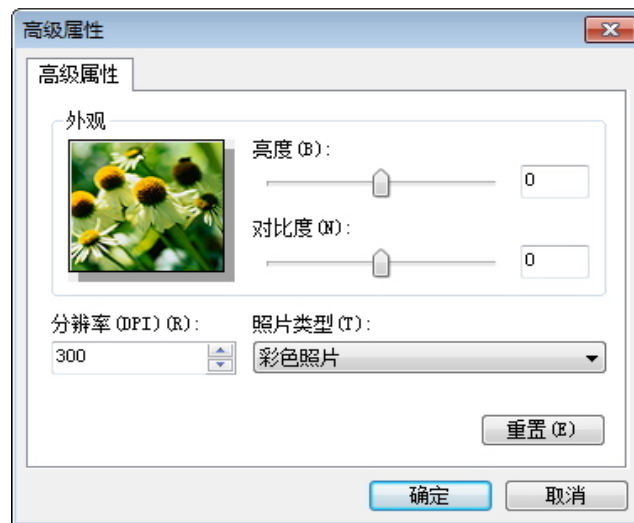 高级属性
高级属性
外观
亮度(B):
0
对比度(N):
0
分辨率(DPI)(R):
照片类型(T):
300
彩色照片
重置(E)
确定
取消